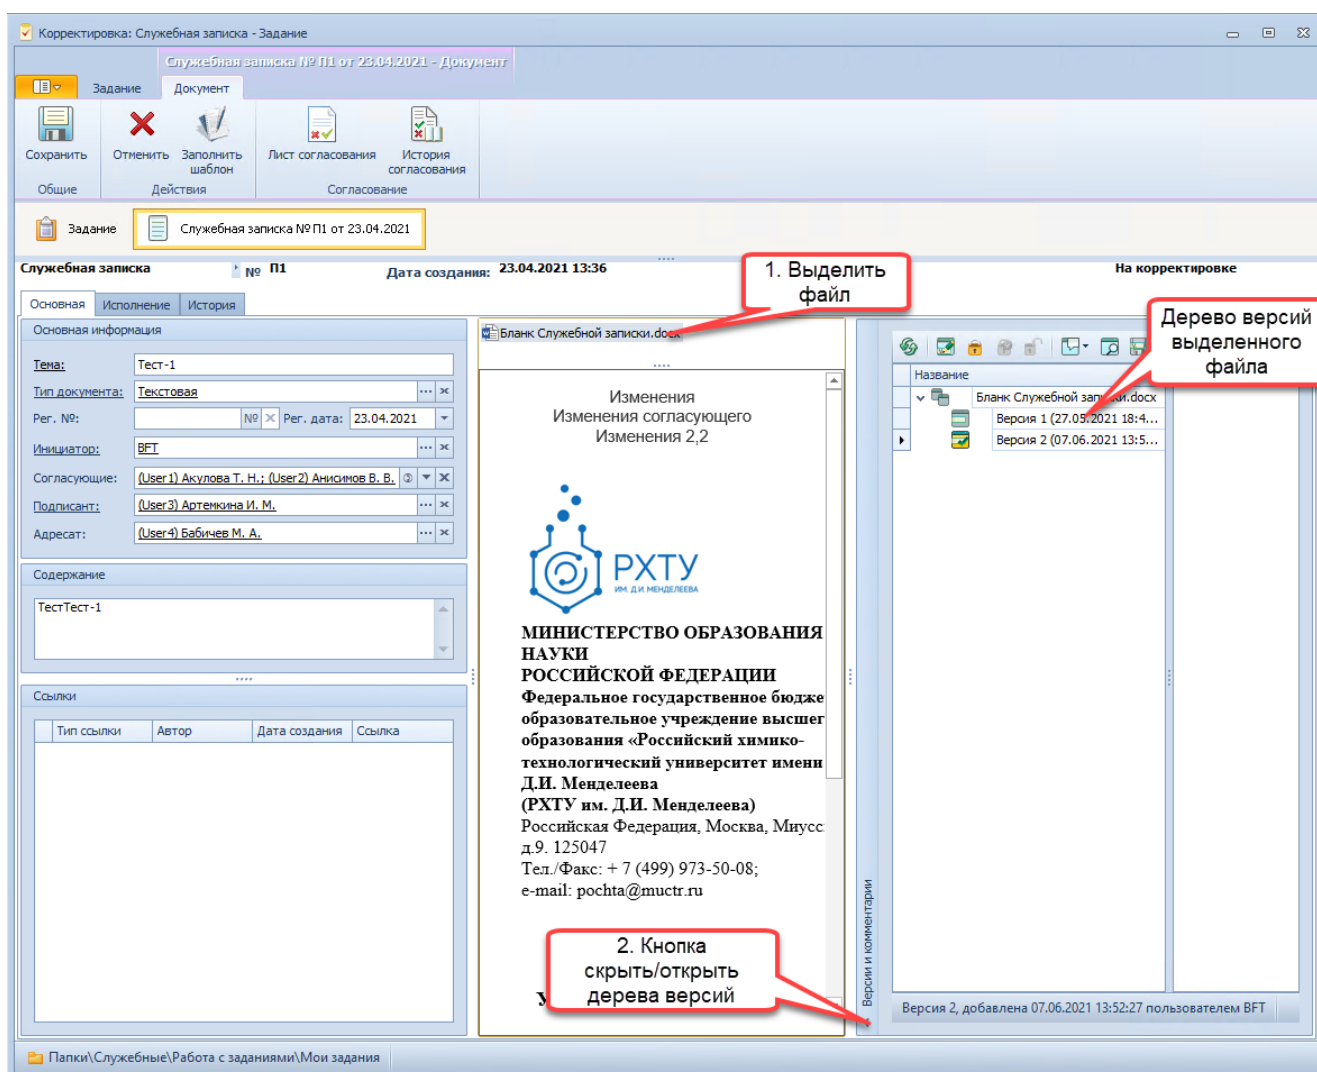 Корректировка: Служебная записка - Задание
Служебная записка № П1 от 23.04.2021 - Документ
Задание
Документ
Сохранить
Отменить
Заполнить
шаблон
Лист согласования
История
согласования
Общие
Действия
Согласование
Задание
Служебная записка № П1 от 23.04.2021
Служебная записка
№ П1
Дата создания: 23.04.2021 13:36
На корректировке
1. Выделить
файл
Основная
Исполнение
История
Дерево версий
выделенного
файла
Основная информация
Тема: Тест-1
Тип документа: Текстовая
Рег. №: № Рег. дата: 23.04.2021
Инициатор: BFT
Согласующие: (User1) Акулова Т. Н.; (User2) Анисимов В. В.
Подписант: (User3) Артемкина И. М.
Адресат: (User4) Бабичев М. А.
Содержание
ТестТест-1
Ссылки
Тип ссылки Автор Дата создания Ссылка
Бланк Служебной записки.docx
Изменения
Изменения согласующего
Изменения 2,2
РХТУ
ИМ. Д.И. МЕНДЕЛЕЕВА
МИНИСТЕРСТВО ОБРАЗОВАНИЯ
НАУКИ
РОССИЙСКОЙ ФЕДЕРАЦИИ
Федеральное государственное бюдже
образовательное учреждение высшег
образования «Российский химико-
технологический университет имени
Д.И. Менделеева
(РХТУ им. Д.И. Менделеева)
Российская Федерация, Москва, Миусс
д.9. 125047
Тел./Факс: + 7 (499) 973-50-08;
e-mail: pochta@muctr.ru
У
2. Кнопка
скрыть/открыть
дерева версий
Версии и комментарии
Название
Бланк Служебной записки.docx
Версия 1 (27.05.2021 18:4...
Версия 2 (07.06.2021 13:5...
Версия 2, добавлена 07.06.2021 13:52:27 пользователем BFT
Папки\Служебные\Работа с заданиями\Мои задания